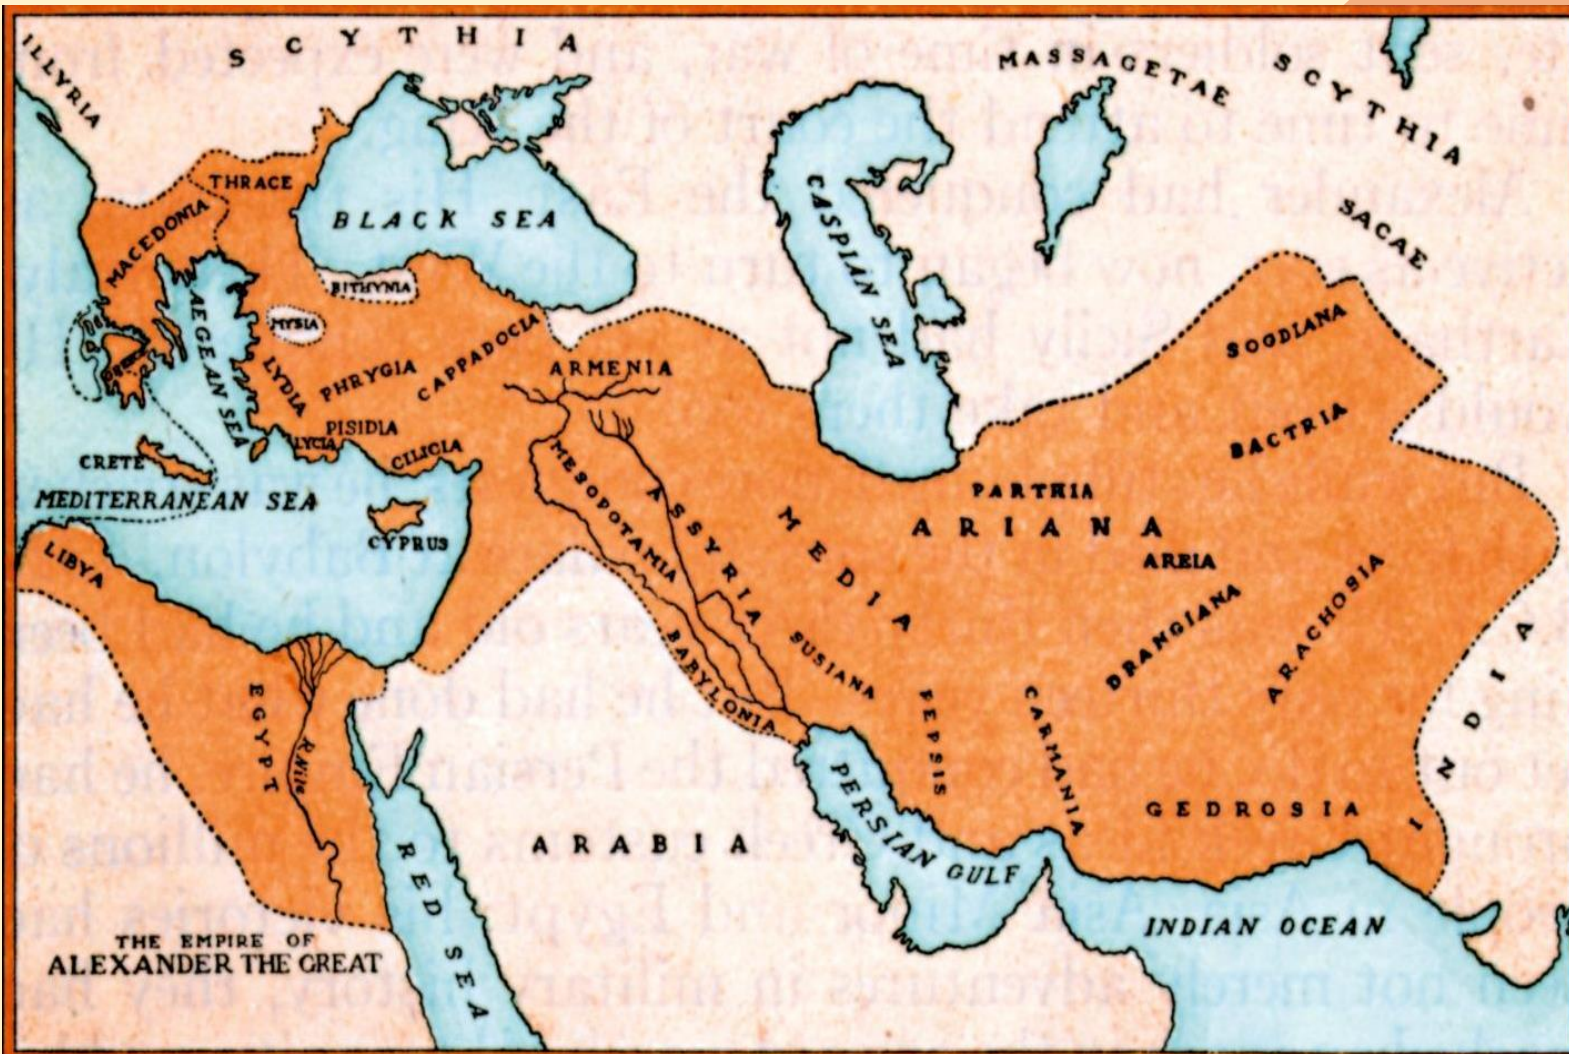 ILLYRIA
SCYTHIA
MASSAGETAE
SCYTHIA
SACAE
THRACE
MACEDONIA
BLACK SEA
CASPIAN SEA
BITHYNIA
MYSIA
AEGEAN SEA
GREECE
LYDIA
PHRYGIA
CAPPADOCIA
ARMENIA
SOGDIANA
BACTRIA
PISIDIA
LYCIA
CILICIA
CRETE
MEDITERRANEAN SEA
CYPRUS
LIBYA
MESOPOTAMIA
ASSYRIA
MEDIA
PARTHIA
ARIANA
AREIA
DRANGIANA
ARACHOSIA
INDIA
BABYLONIA
SUSIANA
PEPSIS
CARMANIA
GEDROSIA
EGYPT
R. Nile
RED SEA
ARABIA
PERSIAN GULF
INDIAN OCEAN
THE EMPIRE OF
ALEXANDER THE GREAT